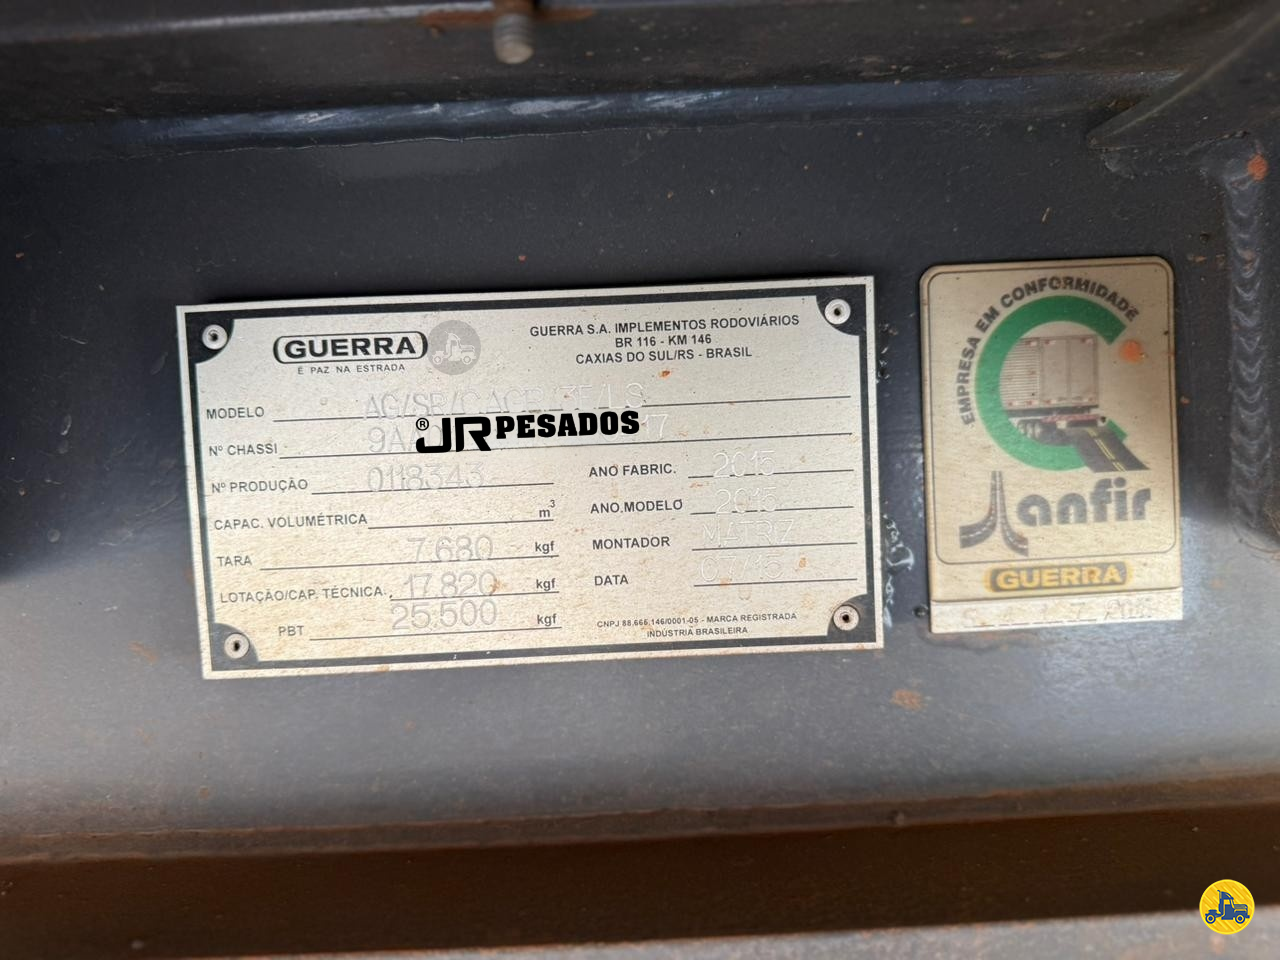 GUERRA
É PAZ NA ESTRADA
GUERRA S.A. IMPLEMENTOS RODOVIÁRIOS
BR 116 - KM 146
CAXIAS DO SUL/RS - BRASIL
MODELO
Nº CHASSI 9A 17
® JR PESADOS
Nº PRODUÇÃO 0118343
ANO FABRIC. 2015
CAPAC. VOLUMÉTRICA m³
ANO.MODELO 2015
TARA 7.680 kgf
MONTADOR MATRIZ
LOTAÇÃO/CAP. TÉCNICA. 17.820 kgf
DATA 07/15
PBT 25.500 kgf
CNPJ 88.665.146/0001-05 - MARCA REGISTRADA
INDÚSTRIA BRASILEIRA
EMPRESA EM CONFORMIDADE
anfir
GUERRA